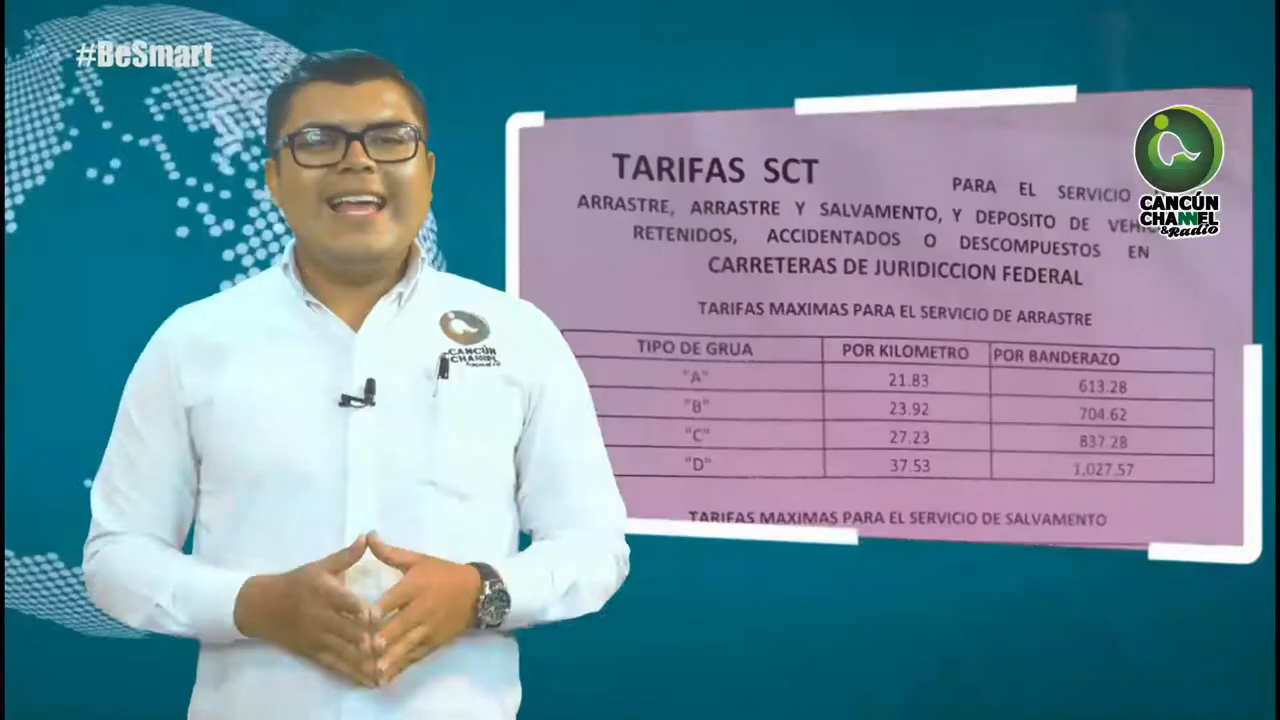 #BeSmart
CANCÚN
CHANNEL
&Radio
TARIFAS SCT
PARA EL SERVICIO
ARRASTRE, ARRASTRE Y SALVAMENTO, Y DEPOSITO DE
RETENIDOS, ACCIDENTADOS O DESCOMPUESTOS EN
CARRETERAS DE JURIDICCION FEDERAL
TARIFAS MAXIMAS PARA EL SERVICIO DE ARRASTRE
TIPO DE GRUA POR KILOMETRO POR BANDERAZO
"A" 21.83 613.28
"B" 23.92 704.62
"C" 27.23 837.28
"D" 37.53 1,027.57
TARIFAS MAXIMAS PARA EL SERVICIO DE SALVAMENTO
CANCÚN
CHANNEL